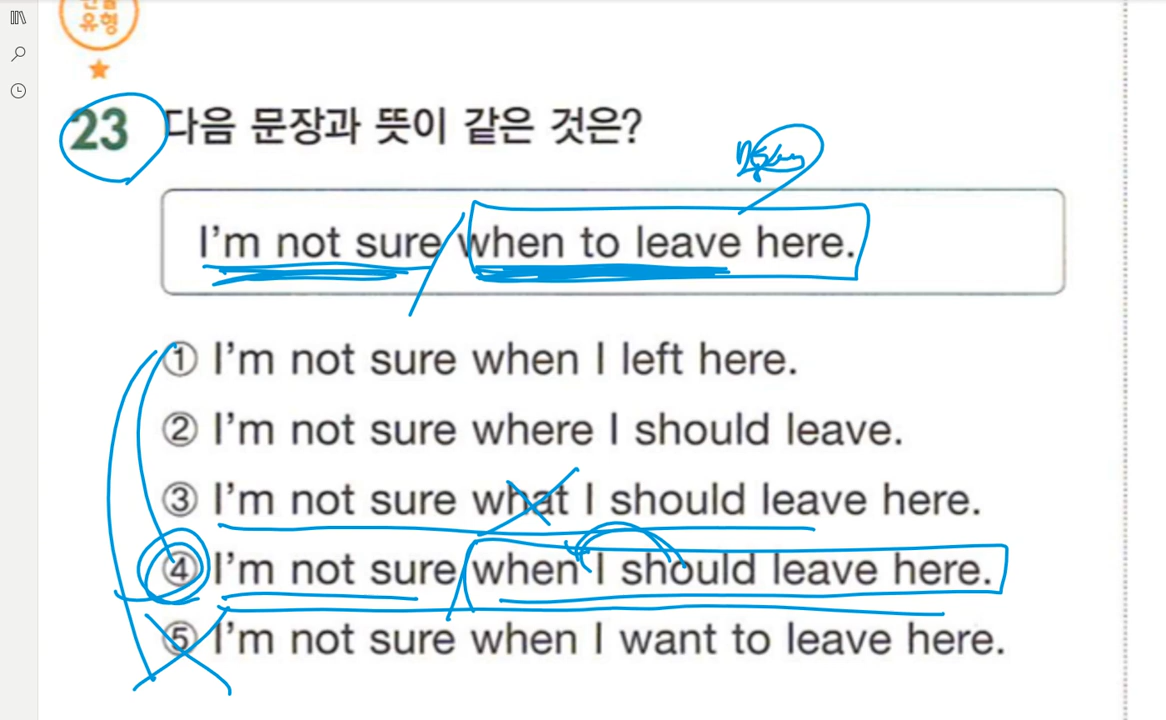 유형
23 다음 문장과 뜻이 같은 것은?
I'm not sure when to leave here.
① I'm not sure when I left here.
② I'm not sure where I should leave.
③ I'm not sure what I should leave here.
④ I'm not sure when I should leave here.
⑤ I'm not sure when I want to leave here.